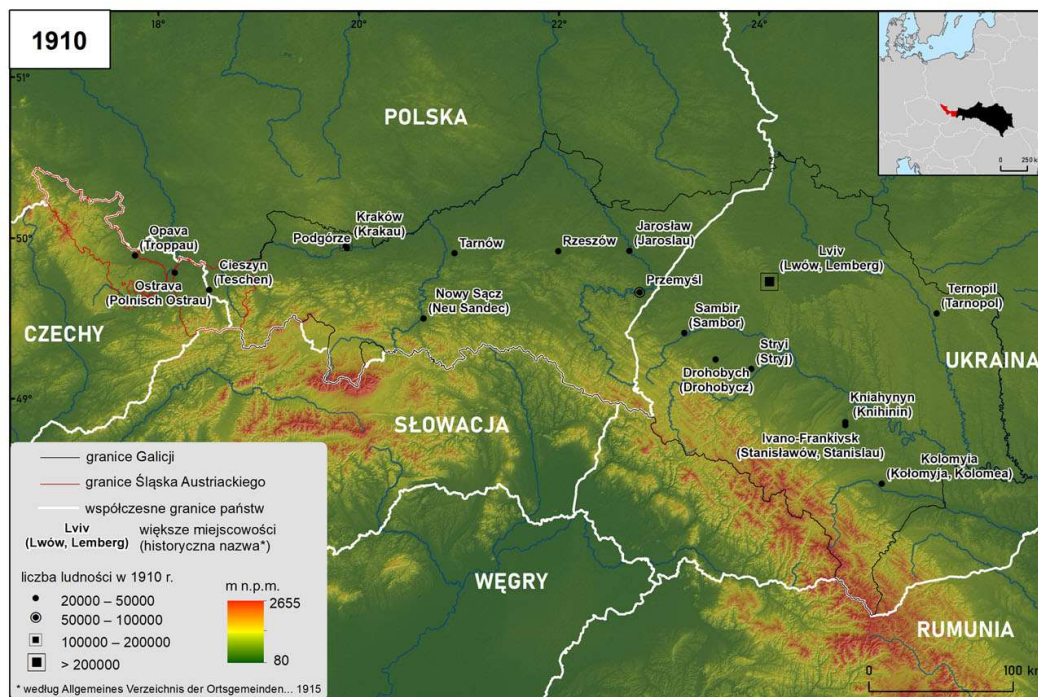 1910
18°
20°
22°
24°
51°
50°
49°
0
250 km
POLSKA
Opava
(Troppau)
Cieszyn
(Teschen)
Ostrava
(Polnisch Ostrau)
Podgórze
Kraków
(Krakau)
Tarnów
Rzeszów
Jarosław
(Jaroslau)
Przemyśl
Lviv
(Lwów, Lemberg)
Ternopil
(Tarnopol)
Nowy Sącz
(Neu Sandec)
Sambir
(Sambor)
Stryi
(Stryj)
Drohobych
(Drohobycz)
CZECHY
UKRAINA
SŁOWACJA
Kniahynyn
(Knihinin)
Ivano-Frankivsk
(Stanisławów, Stanislau)
Kolomyia
(Kołomyja, Kolomea)
WĘGRY
RUMUNIA
granice Galicji
granice Śląska Austriackiego
współczesne granice państw
Lviv
(Lwów, Lemberg)
większe miejscowości
(historyczna nazwa*)
liczba ludności w 1910 r.
20000 – 50000
50000 – 100000
100000 – 200000
> 200000
m n.p.m.
2655
80
* według Allgemeines Verzeichnis der Ortsgemeinden... 1915
0
100 km